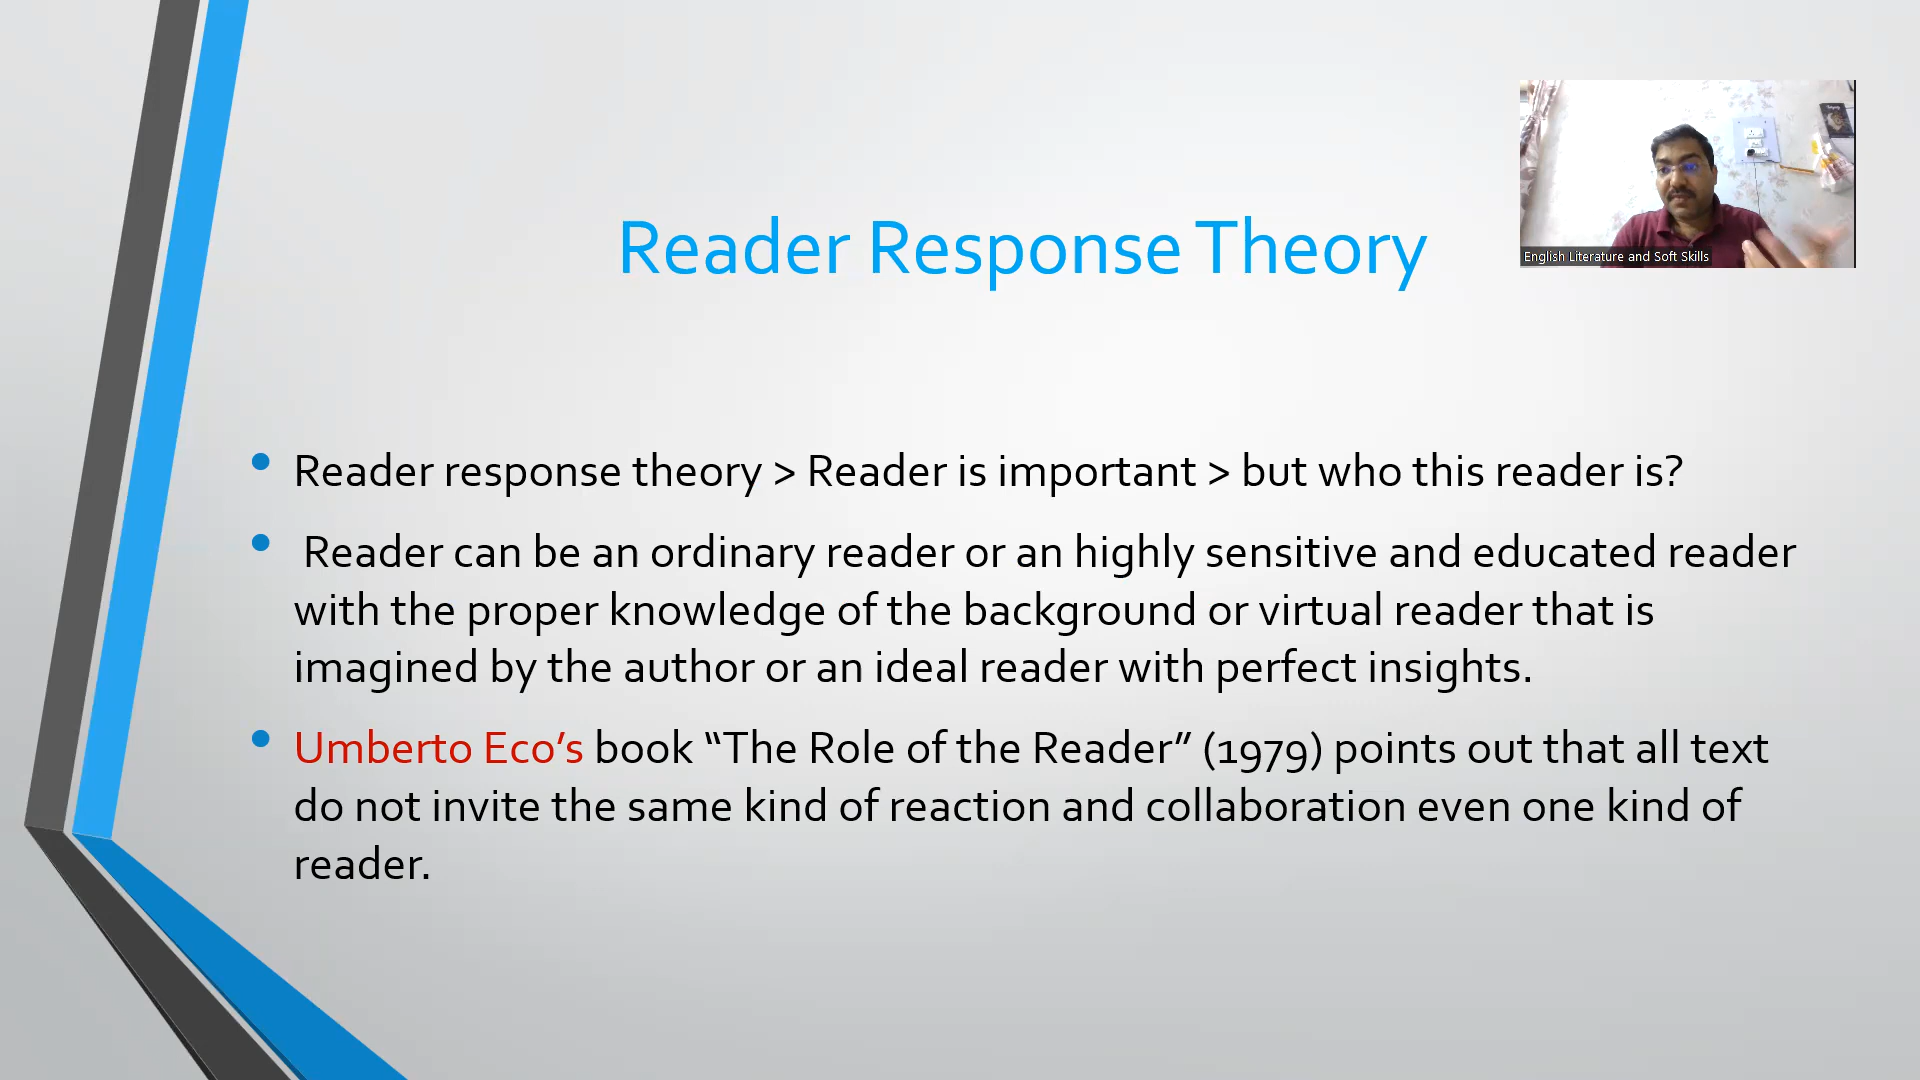 Reader Response Theory
English Literature and Soft Skills
• Reader response theory > Reader is important > but who this reader is?
• Reader can be an ordinary reader or an highly sensitive and educated reader
with the proper knowledge of the background or virtual reader that is
imagined by the author or an ideal reader with perfect insights.
• Umberto Eco’s book “The Role of the Reader” (1979) points out that all text
do not invite the same kind of reaction and collaboration even one kind of
reader.